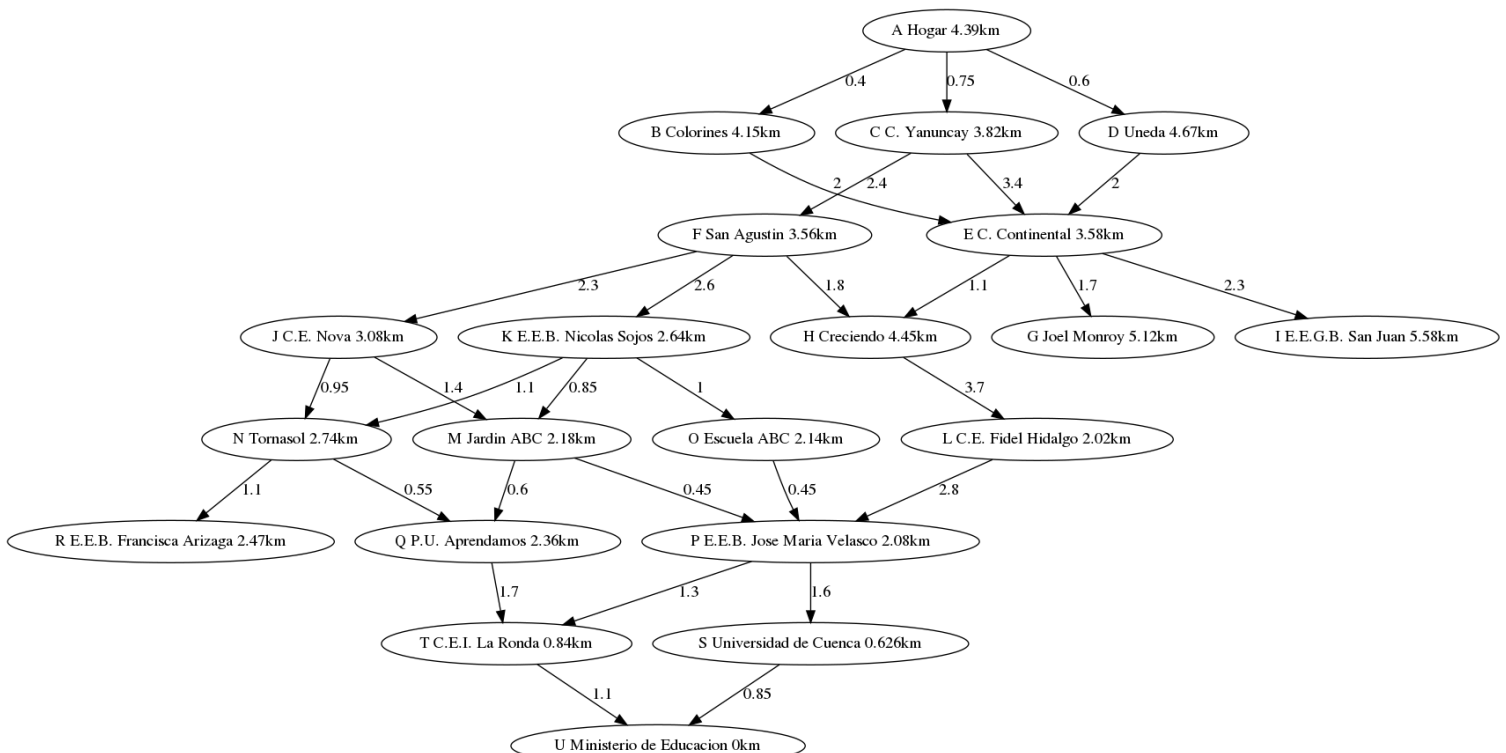 A Hogar 4.39km
0.4
0.75
0.6
B Colorines 4.15km
C C. Yanuncay 3.82km
D Uneda 4.67km
2
2.4
3.4
2
F San Agustin 3.56km
E C. Continental 3.58km
2.3
2.6
1.8
1.1
1.7
2.3
J C.E. Nova 3.08km
K E.E.B. Nicolas Sojos 2.64km
H Creciendo 4.45km
G Joel Monroy 5.12km
I E.E.G.B. San Juan 5.58km
0.95
1.4
1.1
0.85
1
3.7
N Tornasol 2.74km
M Jardin ABC 2.18km
O Escuela ABC 2.14km
L C.E. Fidel Hidalgo 2.02km
1.1
0.55
0.6
0.45
0.45
2.8
R E.E.B. Francisca Arizaga 2.47km
Q P.U. Aprendamos 2.36km
P E.E.B. Jose Maria Velasco 2.08km
1.7
1.3
1.6
T C.E.I. La Ronda 0.84km
S Universidad de Cuenca 0.626km
1.1
0.85
U Ministerio de Educacion 0km